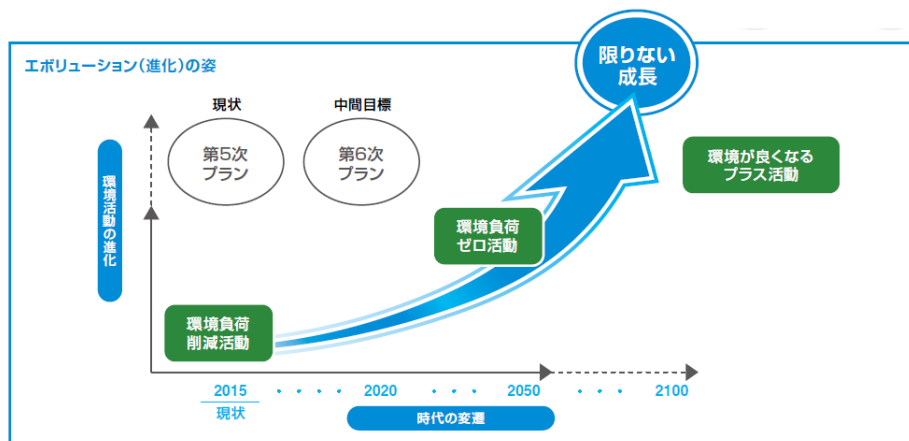 エボリューション(進化)の姿
限りない
成長
現状
中間目標
第5次
プラン
第6次
プラン
環境が良くなる
プラス活動
環境活動の進化
環境負荷
ゼロ活動
環境負荷
削減活動
2015 ・・・・ 2020 ・・・ 2050 ・・・・ 2100
現状
時代の変遷